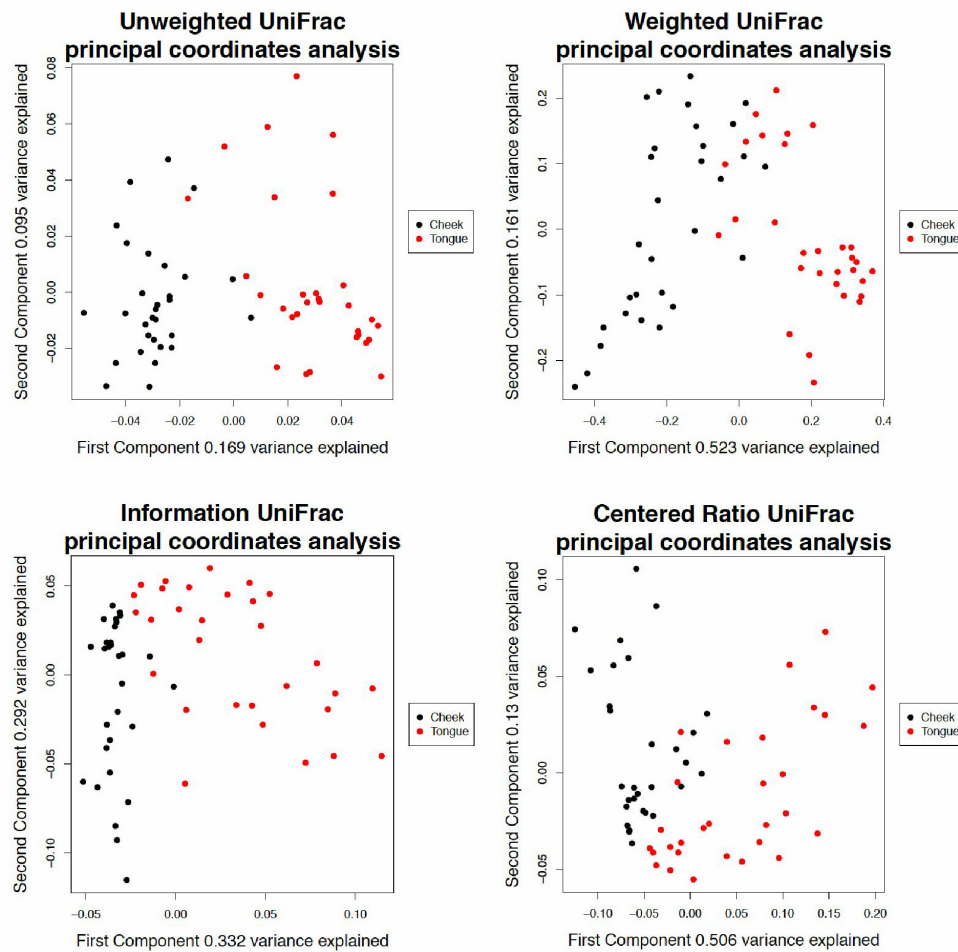 Unweighted UniFrac
principal coordinates analysis
Second Component 0.095 variance explained
0.08
0.06
0.04
0.02
0.00
−0.02
−0.04
−0.02
0.00
0.02
0.04
First Component 0.169 variance explained
Cheek
Tongue
Weighted UniFrac
principal coordinates analysis
Second Component 0.161 variance explained
0.2
0.1
0.0
−0.1
−0.2
−0.4
−0.2
0.0
0.2
0.4
First Component 0.523 variance explained
Cheek
Tongue
Information UniFrac
principal coordinates analysis
Second Component 0.292 variance explained
0.05
0.00
−0.05
−0.10
−0.05
0.00
0.05
0.10
First Component 0.332 variance explained
Cheek
Tongue
Centered Ratio UniFrac
principal coordinates analysis
Second Component 0.13 variance explained
0.10
0.05
0.00
−0.05
−0.10
−0.05
0.00
0.05
0.10
0.15
0.20
First Component 0.506 variance explained
Cheek
Tongue